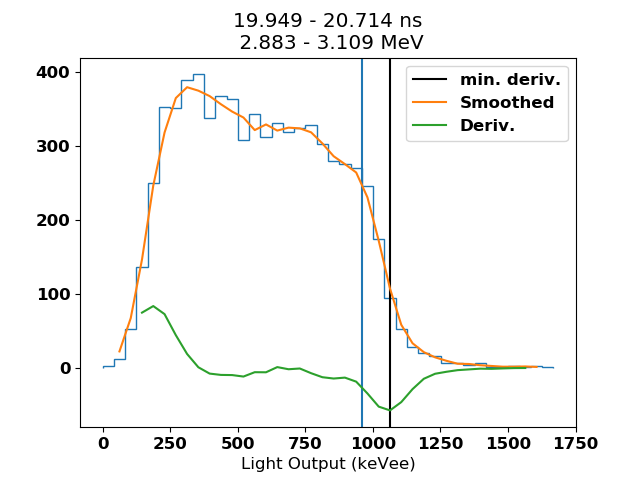 19.949 - 20.714 ns
2.883 - 3.109 MeV
min. deriv.
Smoothed
Deriv.
400
300
200
100
0
0 250 500 750 1000 1250 1500 1750
Light Output (keVee)